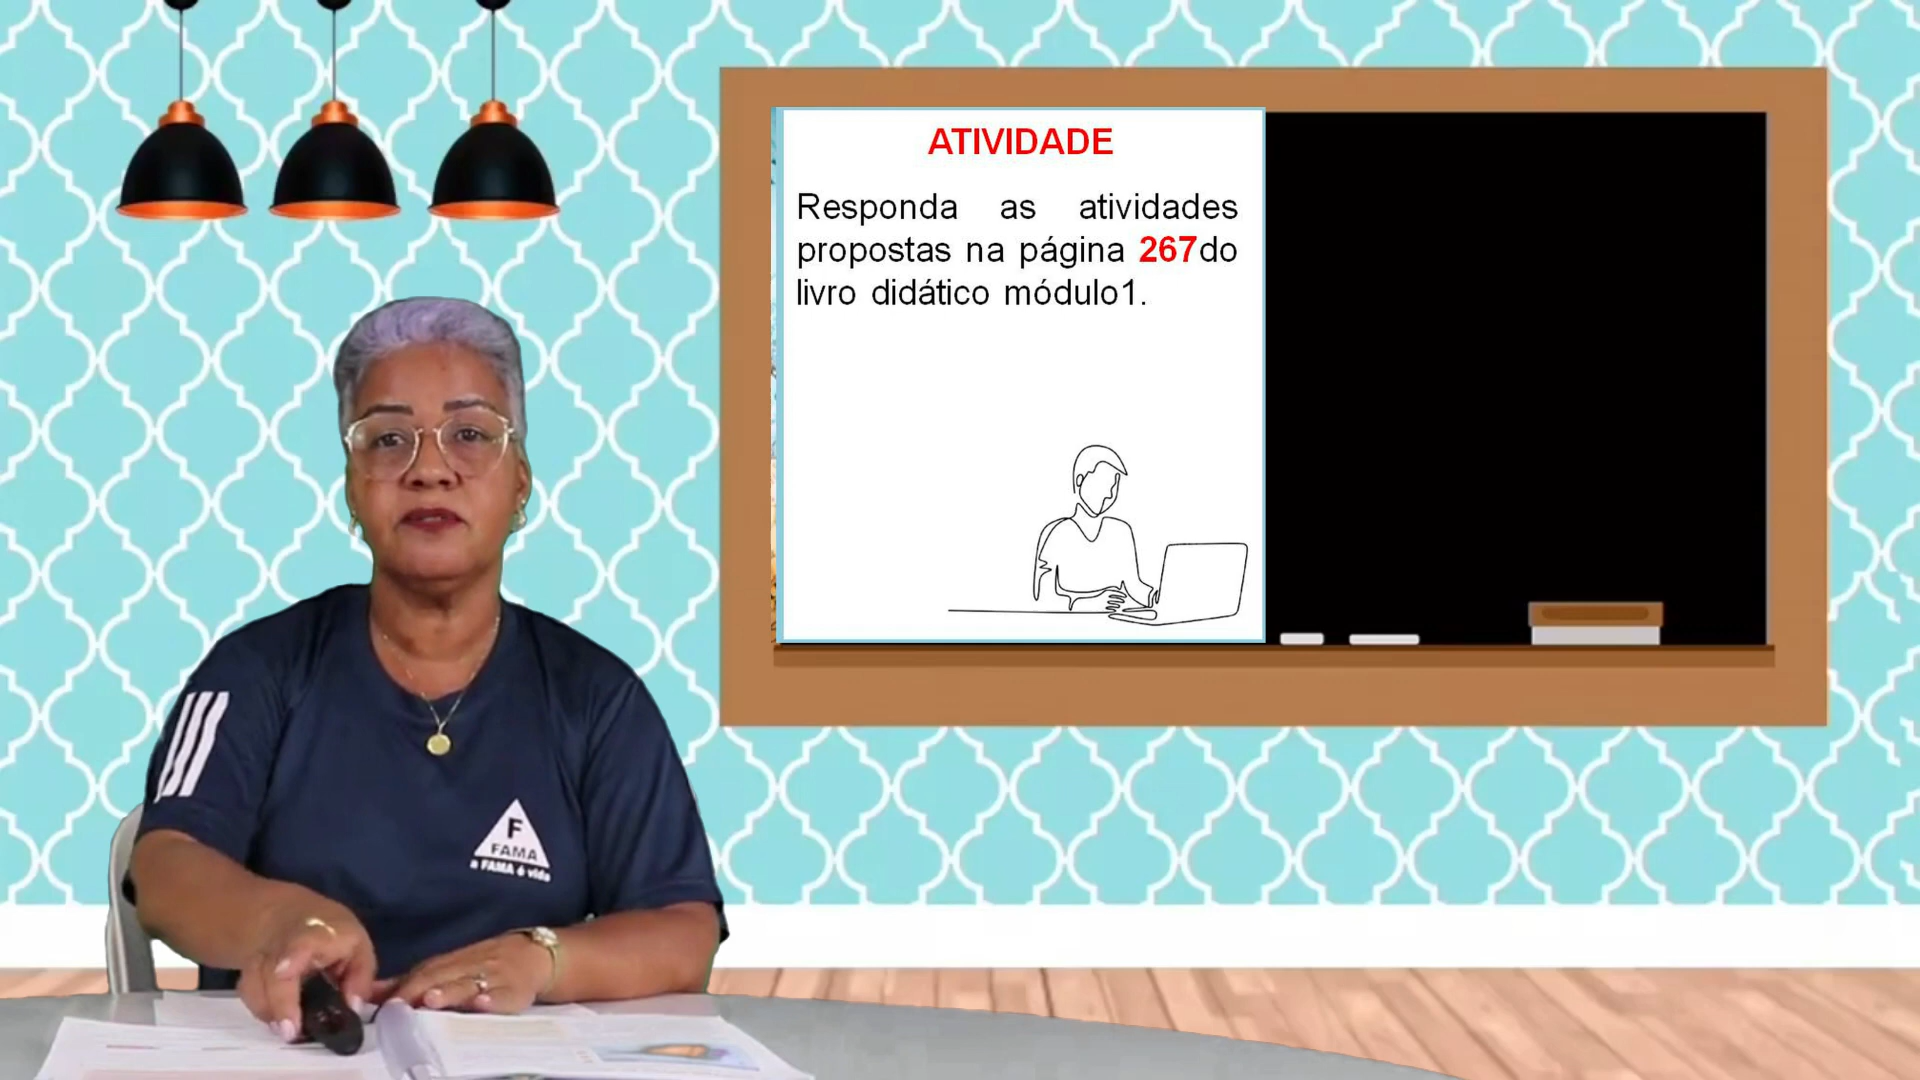 ATIVIDADE
Responda as atividades
propostas na página 267do
livro didático módulo1.
F
FAMA
a FAMA é vida